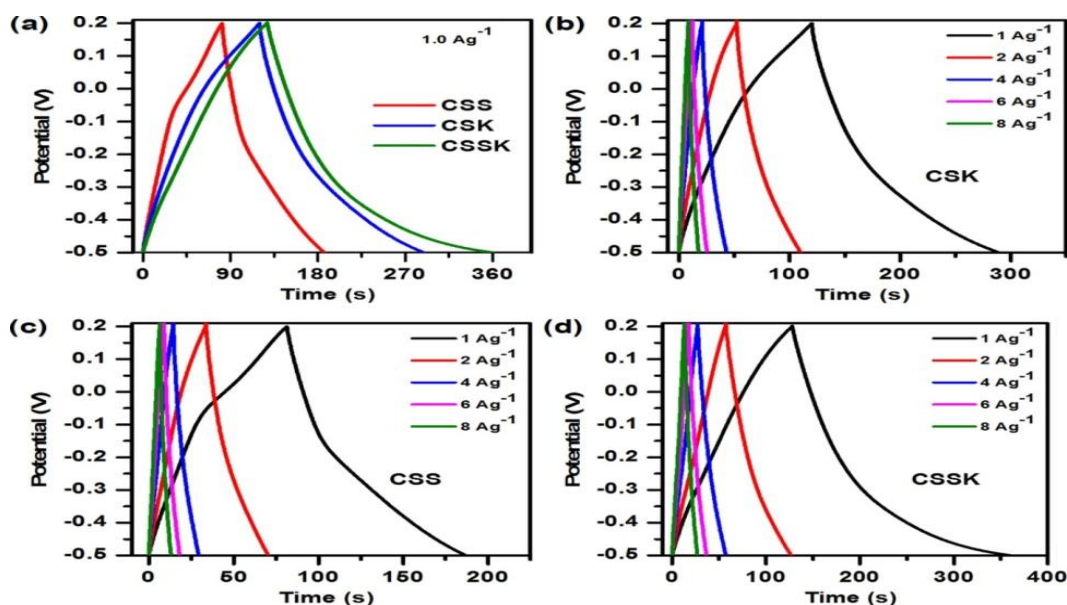 (a)
1.0 Ag⁻¹
CSS
CSK
CSSK
0.2
0.1
0.0
-0.1
-0.2
-0.3
-0.4
-0.5
Potential (V)
0 90 180 270 360
Time (s)
(b)
1 Ag⁻¹
2 Ag⁻¹
4 Ag⁻¹
6 Ag⁻¹
8 Ag⁻¹
CSK
0.2
0.1
0.0
-0.1
-0.2
-0.3
-0.4
-0.5
Potential (V)
0 100 200 300
Time (s)
(c)
1 Ag⁻¹
2 Ag⁻¹
4 Ag⁻¹
6 Ag⁻¹
8 Ag⁻¹
CSS
0.2
0.1
0.0
-0.1
-0.2
-0.3
-0.4
-0.5
Potential (V)
0 50 100 150 200
Time (s)
(d)
1 Ag⁻¹
2 Ag⁻¹
4 Ag⁻¹
6 Ag⁻¹
8 Ag⁻¹
CSSK
0.2
0.1
0.0
-0.1
-0.2
-0.3
-0.4
-0.5
Potential (V)
0 100 200 300 400
Time (s)